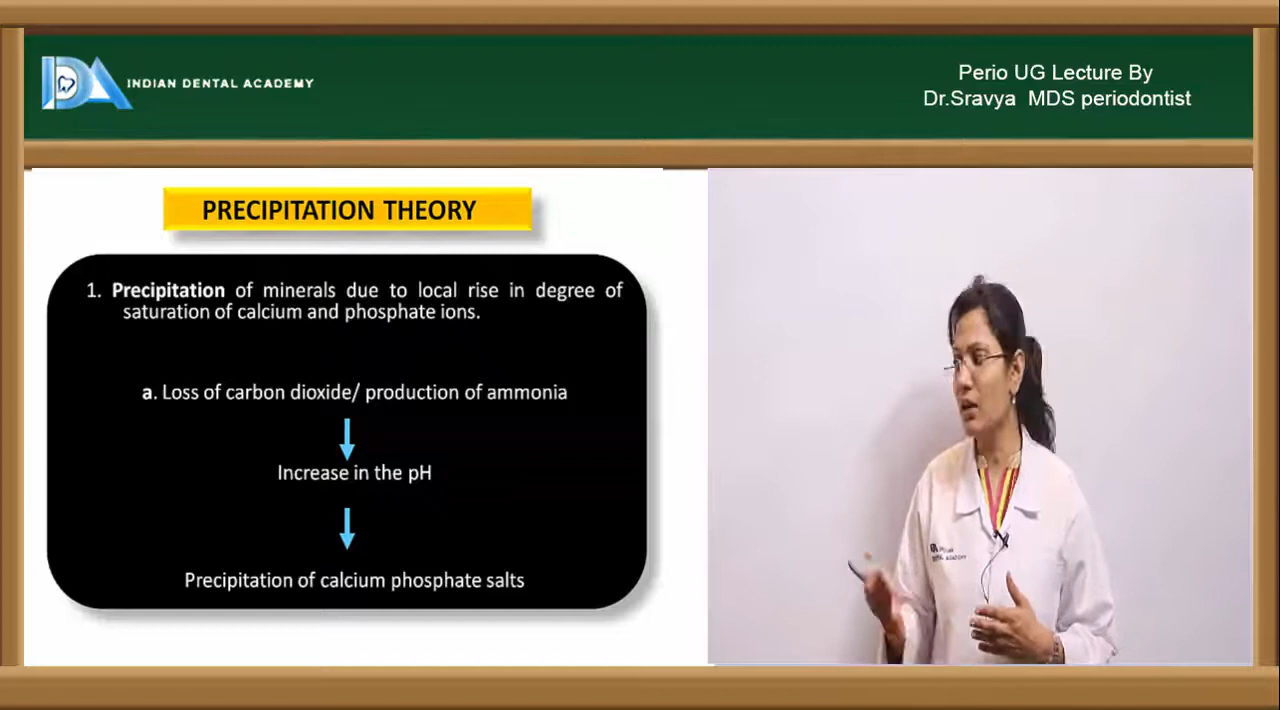 INDIAN DENTAL ACADEMY
Perio UG Lecture By
Dr.Sravya MDS periodontist
PRECIPITATION THEORY
1. Precipitation of minerals due to local rise in degree of
saturation of calcium and phosphate ions.
a. Loss of carbon dioxide/ production of ammonia
Increase in the pH
Precipitation of calcium phosphate salts